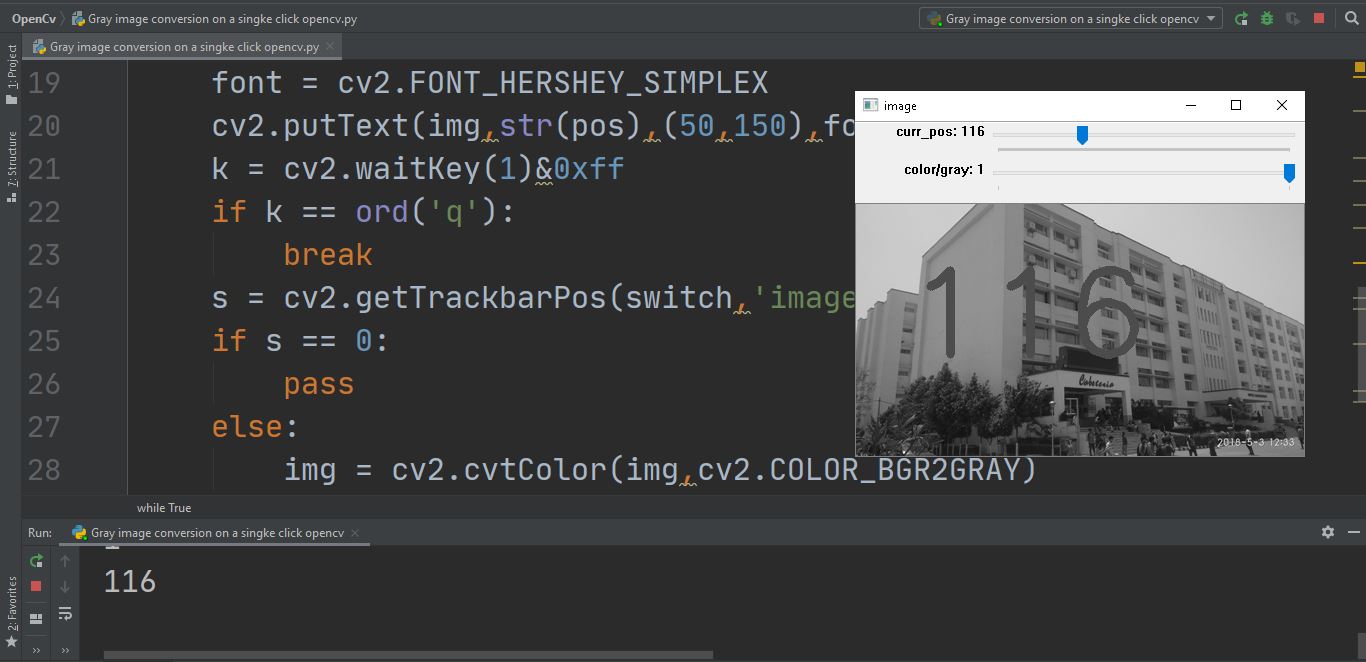 OpenCv
Gray image conversion on a singke click opencv.py
Gray image conversion on a singke click opencv
Gray image conversion on a singke click opencv.py
1: Project
7: Structure
2: Favorites
19 font = cv2.FONT_HERSHEY_SIMPLEX
20 cv2.putText(img,str(pos),(50,150),fo
21 k = cv2.waitKey(1)&0xff
22 if k == ord('q'):
23 break
24 s = cv2.getTrackbarPos(switch,'image
25 if s == 0:
26 pass
27 else:
28 img = cv2.cvtColor(img,cv2.COLOR_BGR2GRAY)
image
curr_pos: 116
color/gray: 1
116
Cafeteria
2018-5-3 12:33
while True
Run:
Gray image conversion on a singke click opencv
116